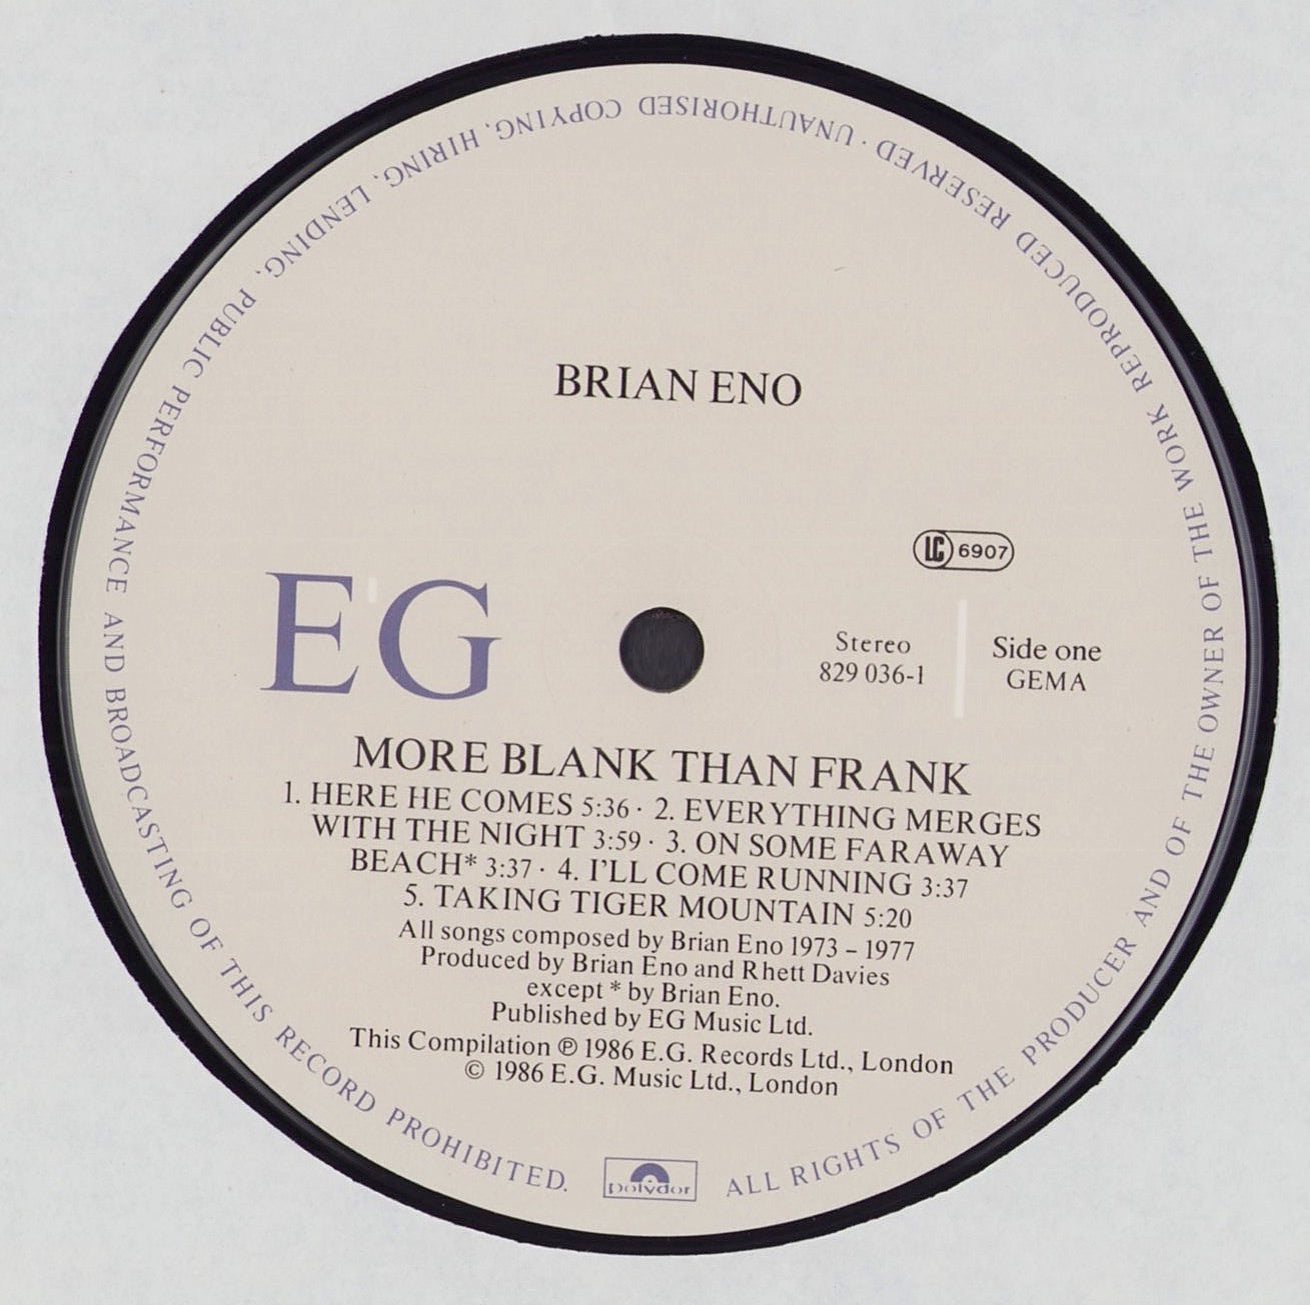 BRIAN ENO
LC 6907
EG
Stereo
829 036-1
Side one
GEMA
MORE BLANK THAN FRANK
1. HERE HE COMES 5:36 · 2. EVERYTHING MERGES
WITH THE NIGHT 3:59 · 3. ON SOME FARAWAY
BEACH* 3:37 · 4. I'LL COME RUNNING 3:37
5. TAKING TIGER MOUNTAIN 5:20
All songs composed by Brian Eno 1973 – 1977
Produced by Brian Eno and Rhett Davies
except * by Brian Eno.
Published by EG Music Ltd.
This Compilation ℗ 1986 E.G. Records Ltd., London
© 1986 E.G. Music Ltd., London
polydor
ALL RIGHTS OF THE PRODUCER AND OF THE OWNER OF THE WORK REPRODUCED RESERVED · UNAUTHORISED COPYING, HIRING, LENDING, PUBLIC PERFORMANCE AND BROADCASTING OF THIS RECORD PROHIBITED.